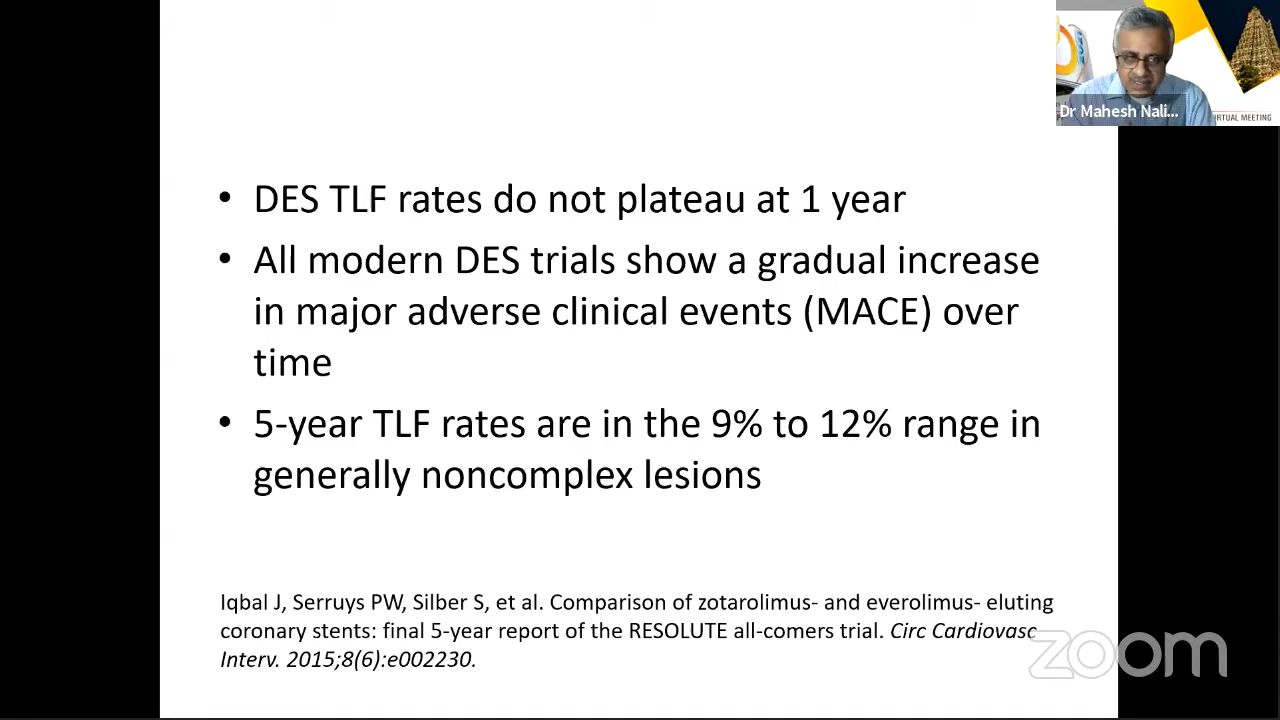 Dr Mahesh Nali...
VIRTUAL MEETING
• DES TLF rates do not plateau at 1 year
• All modern DES trials show a gradual increase
in major adverse clinical events (MACE) over
time
• 5-year TLF rates are in the 9% to 12% range in
generally noncomplex lesions
Iqbal J, Serruys PW, Silber S, et al. Comparison of zotarolimus- and everolimus- eluting
coronary stents: final 5-year report of the RESOLUTE all-comers trial. Circ Cardiovasc
Interv. 2015;8(6):e002230.
zoom